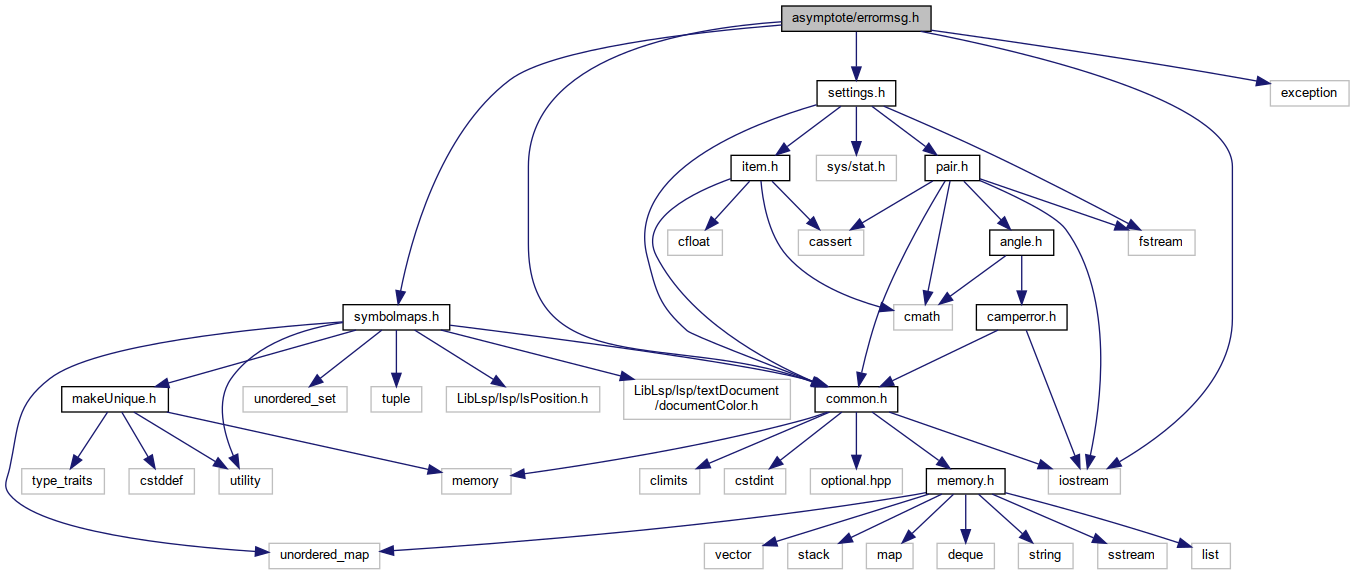 asymptote/errormsg.h
settings.h
exception
item.h
sys/stat.h
pair.h
cfloat
cassert
angle.h
fstream
symbolmaps.h
cmath
camperror.h
makeUnique.h
unordered_set
tuple
LibLsp/lsp/lsPosition.h
LibLsp/lsp/textDocument
/documentColor.h
common.h
type_traits
cstddef
utility
memory
climits
cstdint
optional.hpp
memory.h
iostream
unordered_map
vector
stack
map
deque
string
sstream
list